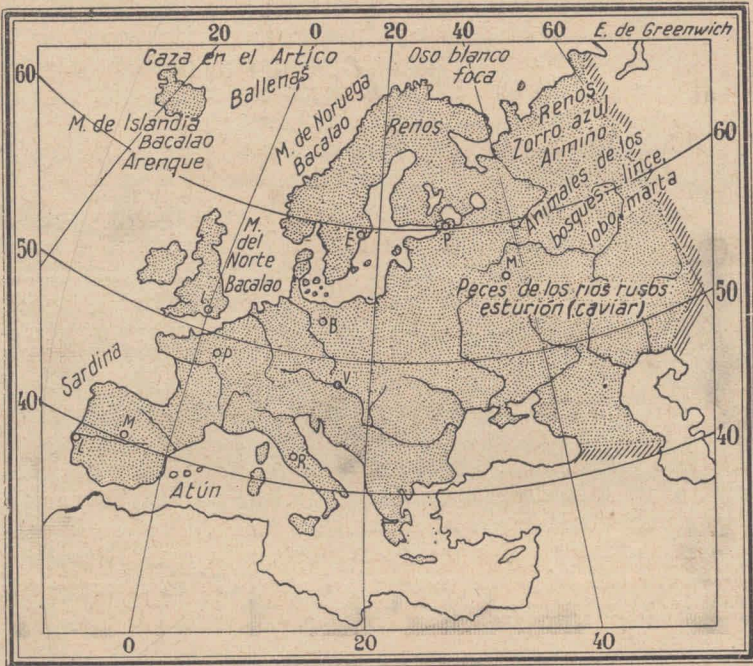 20 0 20 40 60 E. de Greenwich
60
Caza en el Artico
Ballenas
Oso blanco
foca
M. de Islandia
Bacalao
Arenque
M. de Noruega
Bacalao
Renos
Renos
Zorro azul
Armiño
Animales de los
bosques=lince,
lobo, marta
60
50
M.
del
Norte
Bacalao
E
P
M
L
B
Peces de los ríos rusos
esturión (caviar)
50
Sardina
P
V
40
M
L
R
40
Atún
0 20 40